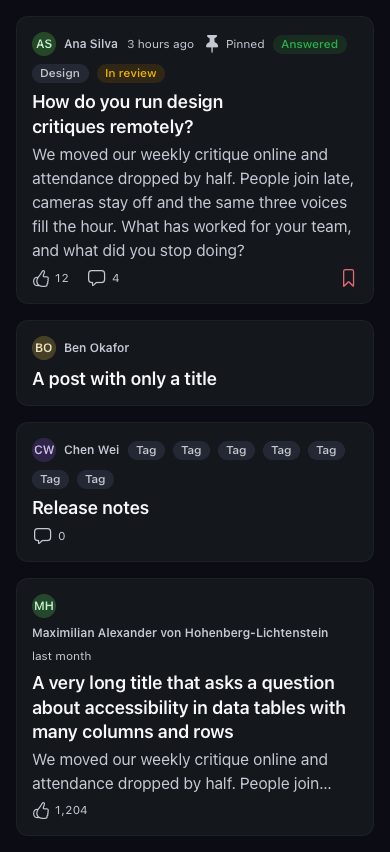 AS Ana Silva 3 hours ago Pinned Answered
Design In review
How do you run design
critiques remotely?
We moved our weekly critique online and
attendance dropped by half. People join late,
cameras stay off and the same three voices
fill the hour. What has worked for your team,
and what did you stop doing?
12 4
BO Ben Okafor
A post with only a title
CW Chen Wei Tag Tag Tag Tag Tag
Tag Tag
Release notes
0
MH
Maximilian Alexander von Hohenberg-Lichtenstein
last month
A very long title that asks a question
about accessibility in data tables with
many columns and rows
We moved our weekly critique online and
attendance dropped by half. People join...
1,204